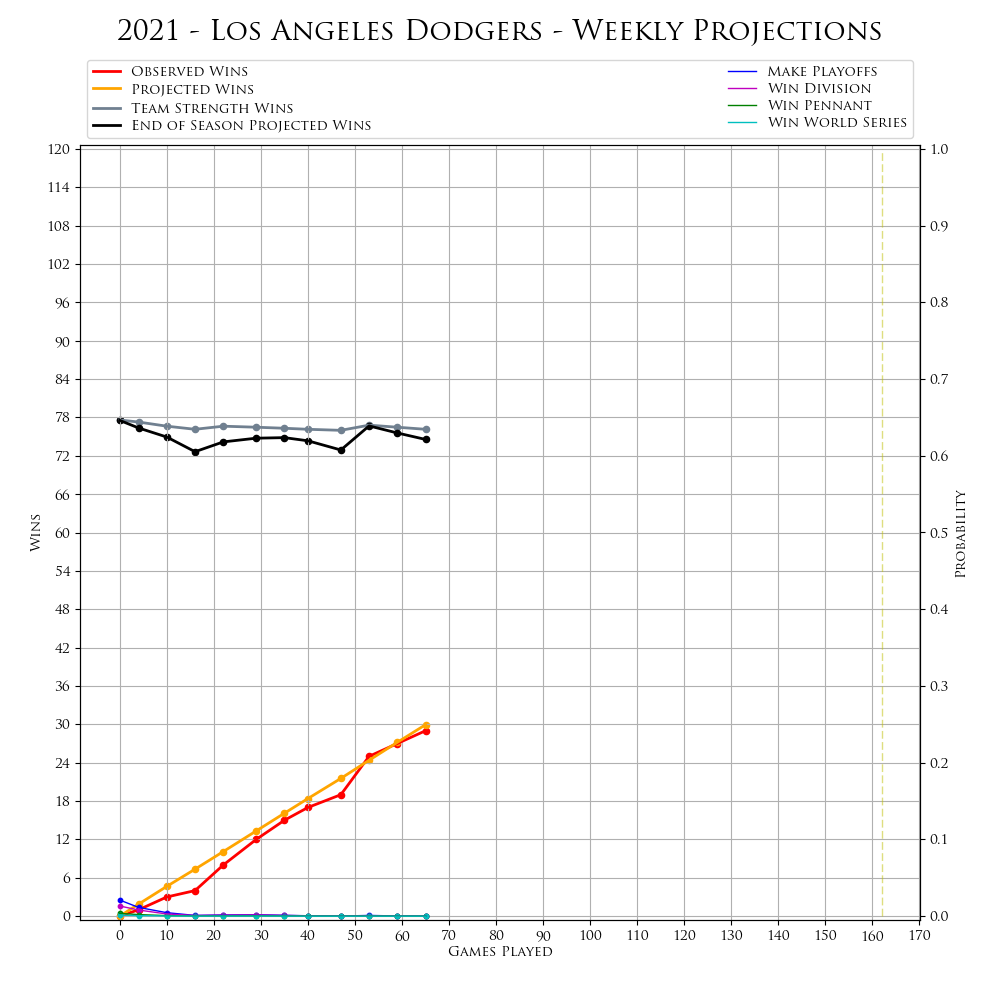 2021 - Los Angeles Dodgers - Weekly Projections
Observed Wins
Projected Wins
Team Strength Wins
End of Season Projected Wins
Make Playoffs
Win Division
Win Pennant
Win World Series
120
114
108
102
96
90
84
78
72
66
60
54
48
42
36
30
24
18
12
6
0
Wins
1.0
0.9
0.8
0.7
0.6
0.5
0.4
0.3
0.2
0.1
0.0
Probability
0 10 20 30 40 50 60 70 80 90 100 110 120 130 140 150 160 170
Games Played